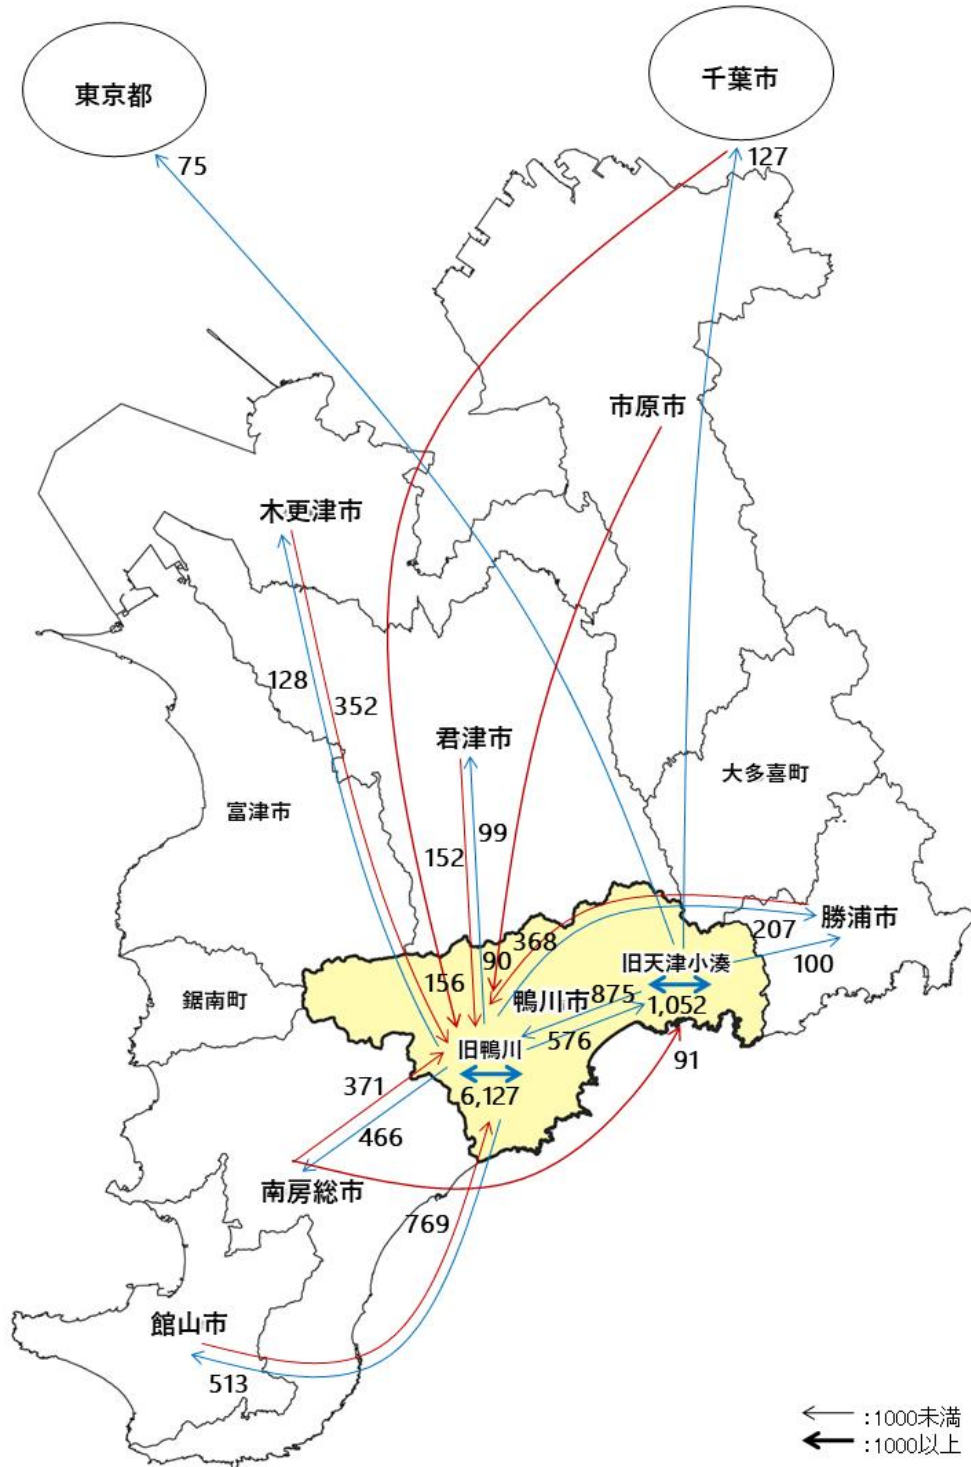 東京都
千葉市
75
127
市原市
木更津市
128
352
君津市
大多喜町
富津市
99
152
勝浦市
207
368
90
旧天津小湊
100
156
鋸南町
鴨川市
875
1,052
576
旧鴨川
91
371
6,127
466
南房総市
769
館山市
513
:1000未満
:1000以上